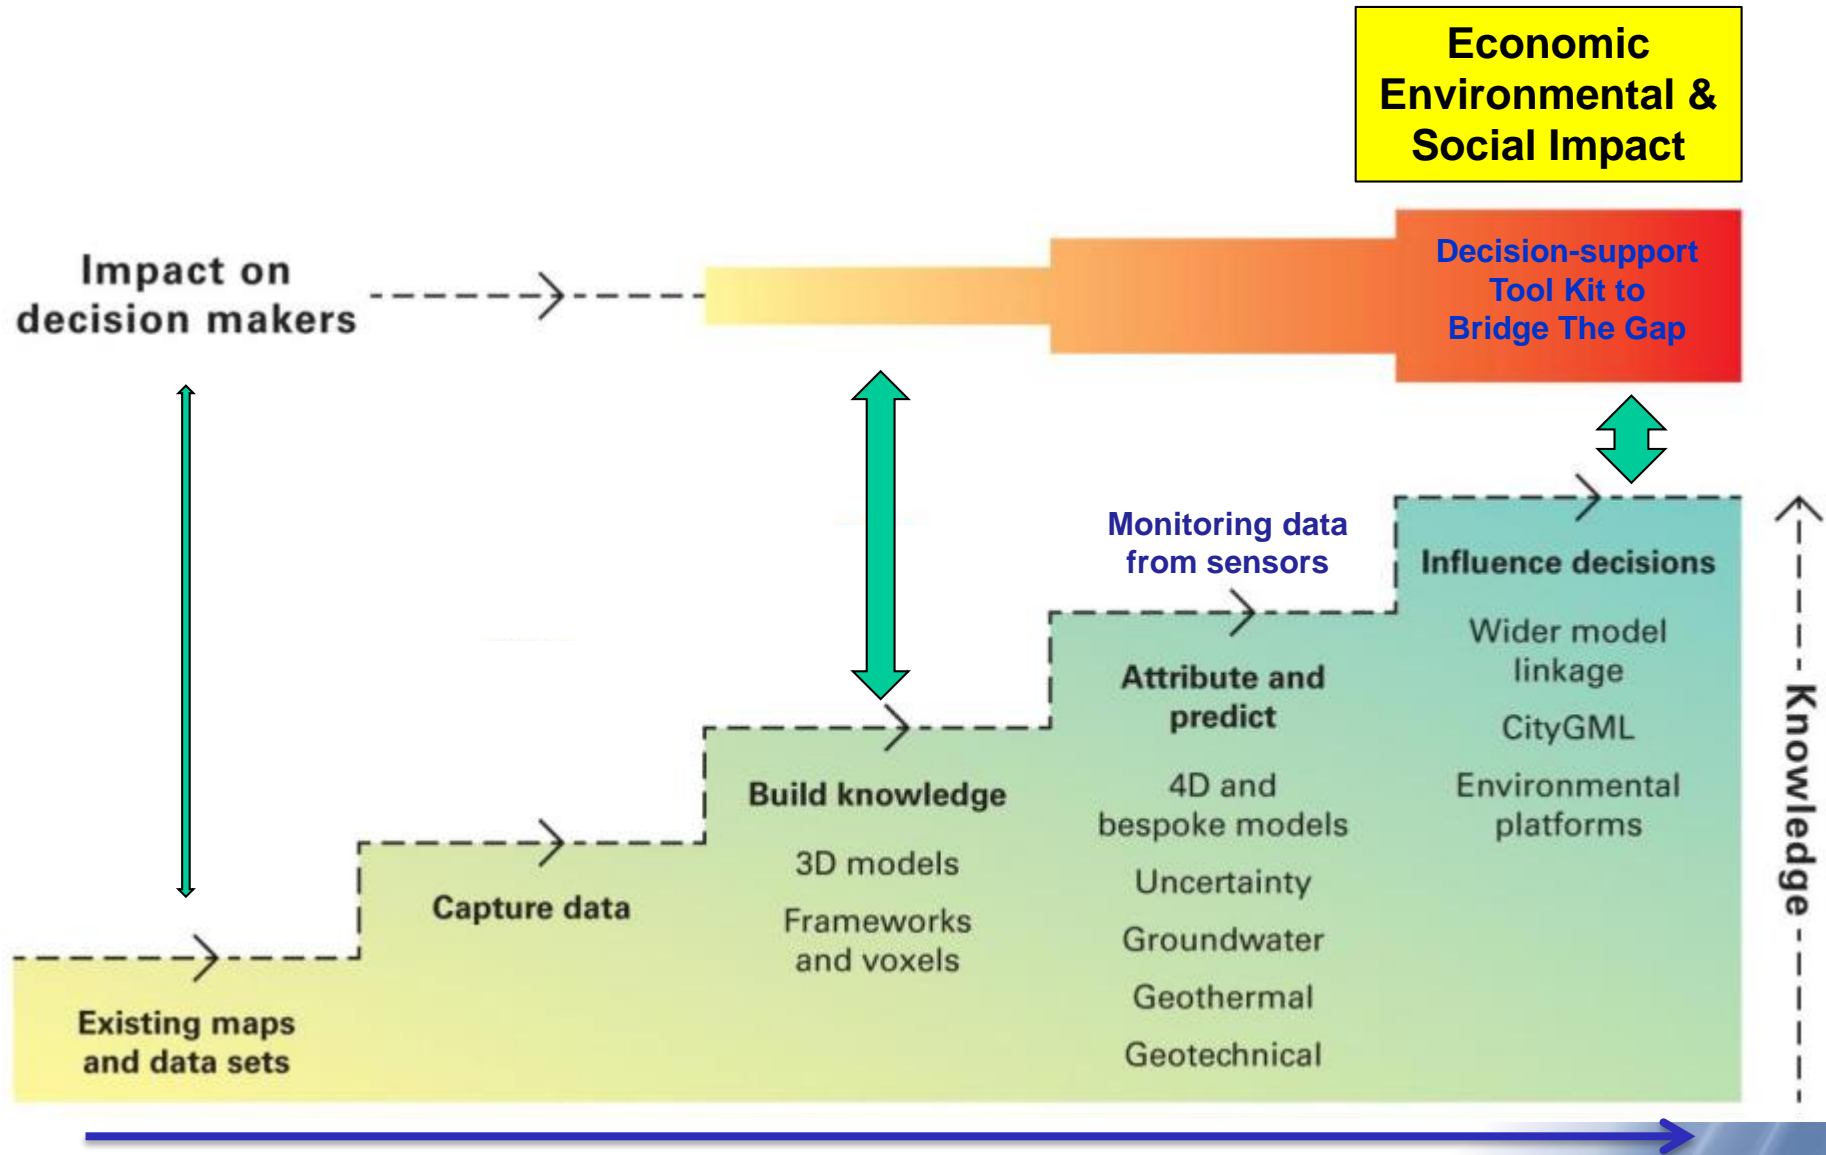 Economic
Environmental &
Social Impact
Impact on
decision makers
Decision-support
Tool Kit to
Bridge The Gap
Monitoring data
from sensors
Influence decisions
Wider model
linkage
CityGML
Environmental
platforms
Attribute and
predict
4D and
bespoke models
Uncertainty
Groundwater
Geothermal
Geotechnical
Build knowledge
3D models
Frameworks
and voxels
Capture data
Existing maps
and data sets
Knowledge